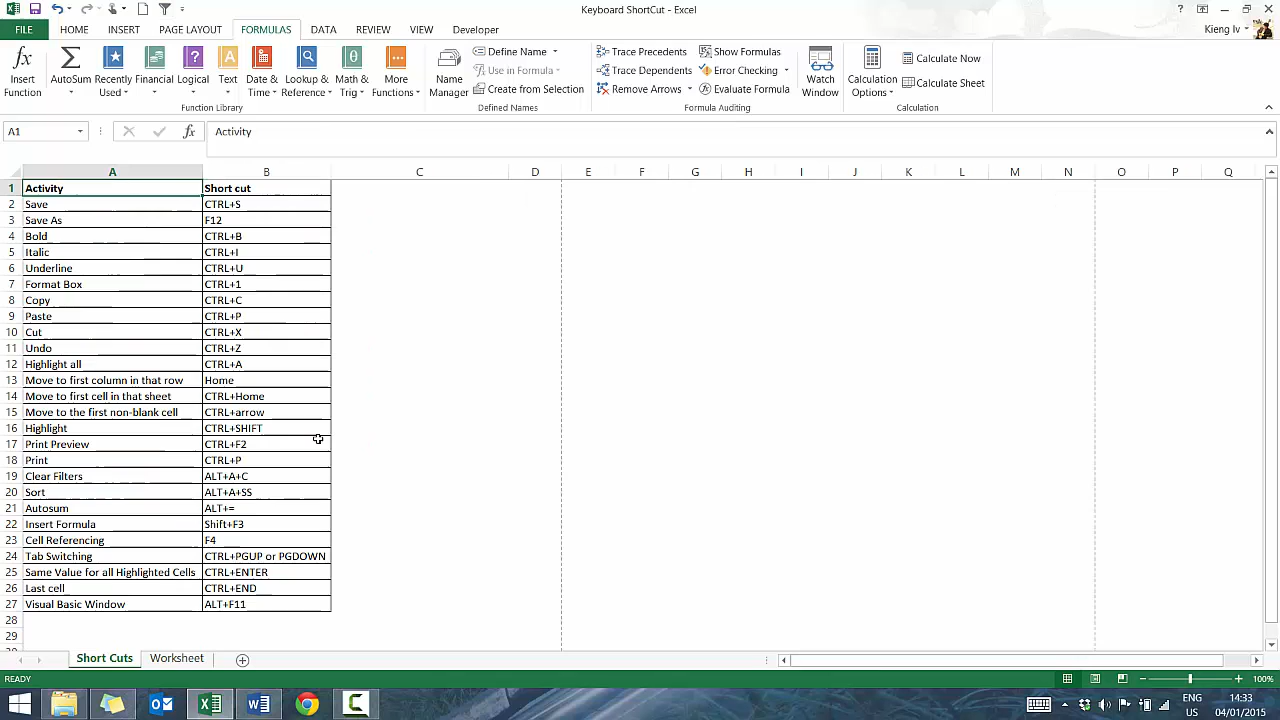 Keyboard ShortCut - Excel
FILE HOME INSERT PAGE LAYOUT FORMULAS DATA REVIEW VIEW Developer Kieng Iv
Insert Function
AutoSum
Recently Used
Financial
Logical
Text
Date & Time
Lookup & Reference
Math & Trig
More Functions
Function Library
Name Manager
Define Name
Use in Formula
Create from Selection
Defined Names
Trace Precedents
Trace Dependents
Remove Arrows
Show Formulas
Error Checking
Evaluate Formula
Formula Auditing
Watch Window
Calculation Options
Calculate Now
Calculate Sheet
Calculation
A1 fx Activity
A B C D E F G H I J K L M N O P Q
1 Activity Short cut
2 Save CTRL+S
3 Save As F12
4 Bold CTRL+B
5 Italic CTRL+I
6 Underline CTRL+U
7 Format Box CTRL+1
8 Copy CTRL+C
9 Paste CTRL+P
10 Cut CTRL+X
11 Undo CTRL+Z
12 Highlight all CTRL+A
13 Move to first column in that row Home
14 Move to first cell in that sheet CTRL+Home
15 Move to the first non-blank cell CTRL+arrow
16 Highlight CTRL+SHIFT
17 Print Preview CTRL+F2
18 Print CTRL+P
19 Clear Filters ALT+A+C
20 Sort ALT+A+SS
21 Autosum ALT+=
22 Insert Formula Shift+F3
23 Cell Referencing F4
24 Tab Switching CTRL+PGUP or PGDOWN
25 Same Value for all Highlighted Cells CTRL+ENTER
26 Last cell CTRL+END
27 Visual Basic Window ALT+F11
28
29
Short Cuts Worksheet
READY 100%
ENG 14:33
US 04/01/2015